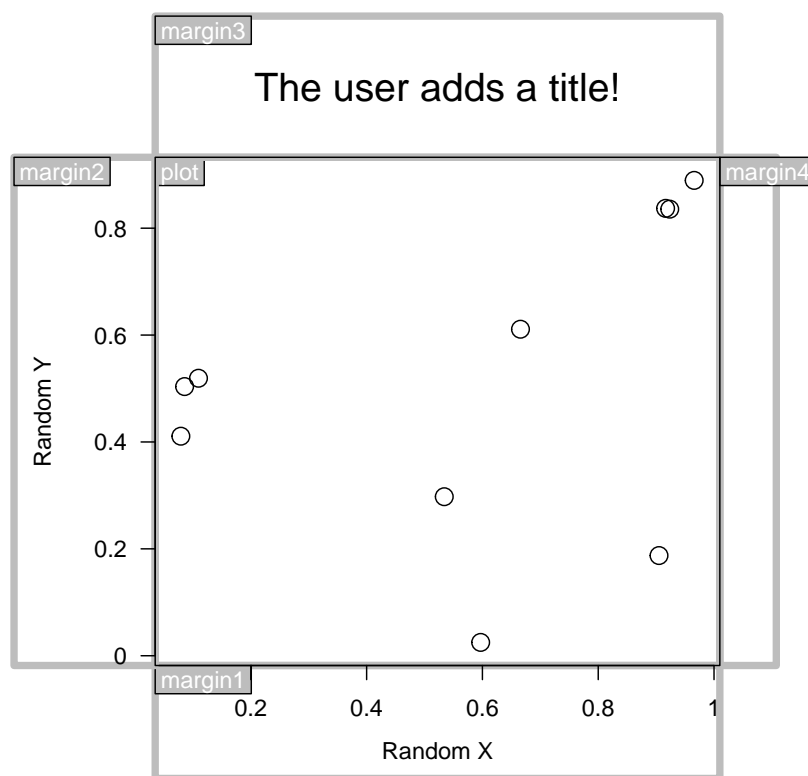 margin3
The user adds a title!
margin2
plot
margin4
0.8
0.6
0.4
0.2
0
Random Y
margin1
0.2 0.4 0.6 0.8 1
Random X